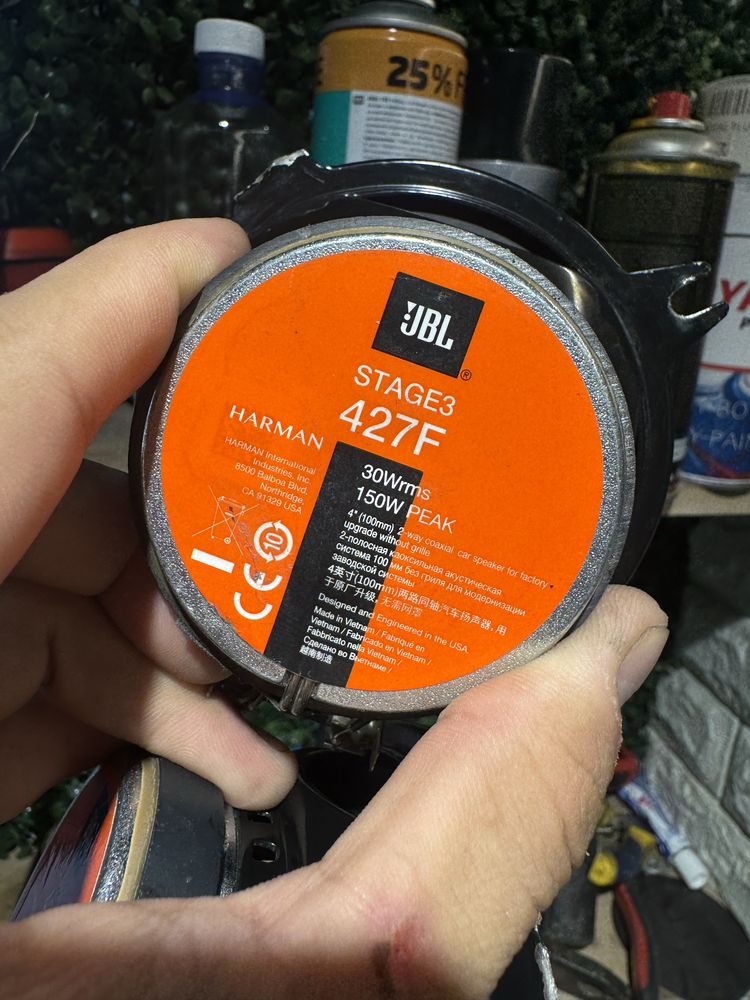 25%
JBL
®
STAGE3
427F
HARMAN
HARMAN International
Industries, Inc.
8500 Balboa Blvd.
Northridge,
CA 91329 USA
10
CE
30Wrms
150W PEAK
4" (100mm) 2-way coaxial car speaker for factory
upgrade without grille
2-полосная каоксильная акустическая
система 100 мм без гриля для модернизации
заводской системы
4英寸(100mm)两路同轴汽车扬声器, 用
于原厂升级, 无需网罩
Designed and Engineered in the USA.
Made in Vietnam / Fabriqué en
Vietnam / Fabricado en Vietnam /
Fabbricato nella Vietnam /
Сделано во Вьетнаме /
越南制造